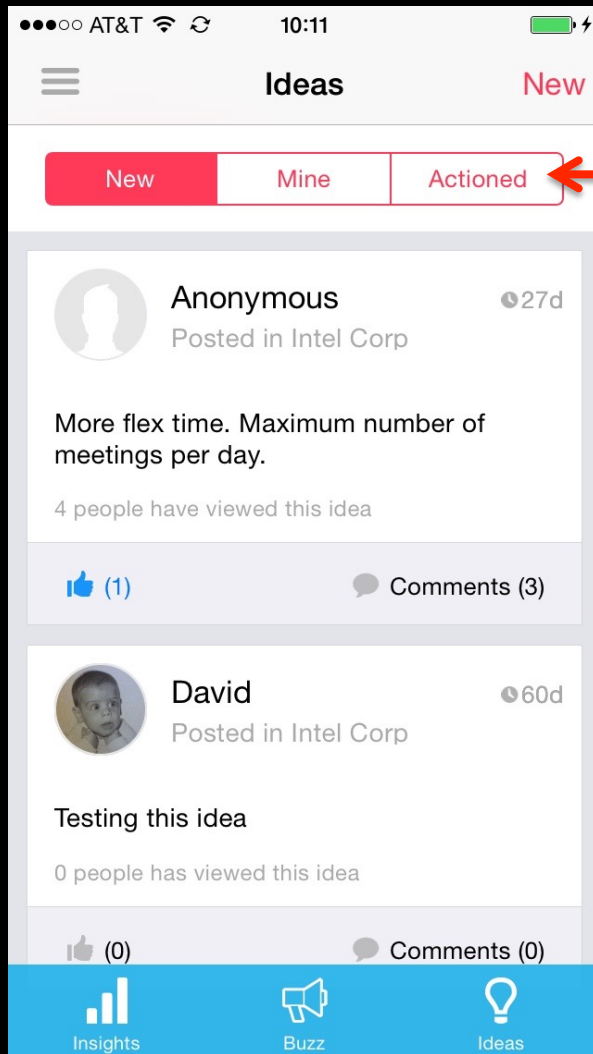 AT&T 10:11
Ideas New
New Mine Actioned
Anonymous 27d
Posted in Intel Corp
More flex time. Maximum number of
meetings per day.
4 people have viewed this idea
(1) Comments (3)
David 60d
Posted in Intel Corp
Testing this idea
0 people has viewed this idea
(0) Comments (0)
Insights Buzz Ideas